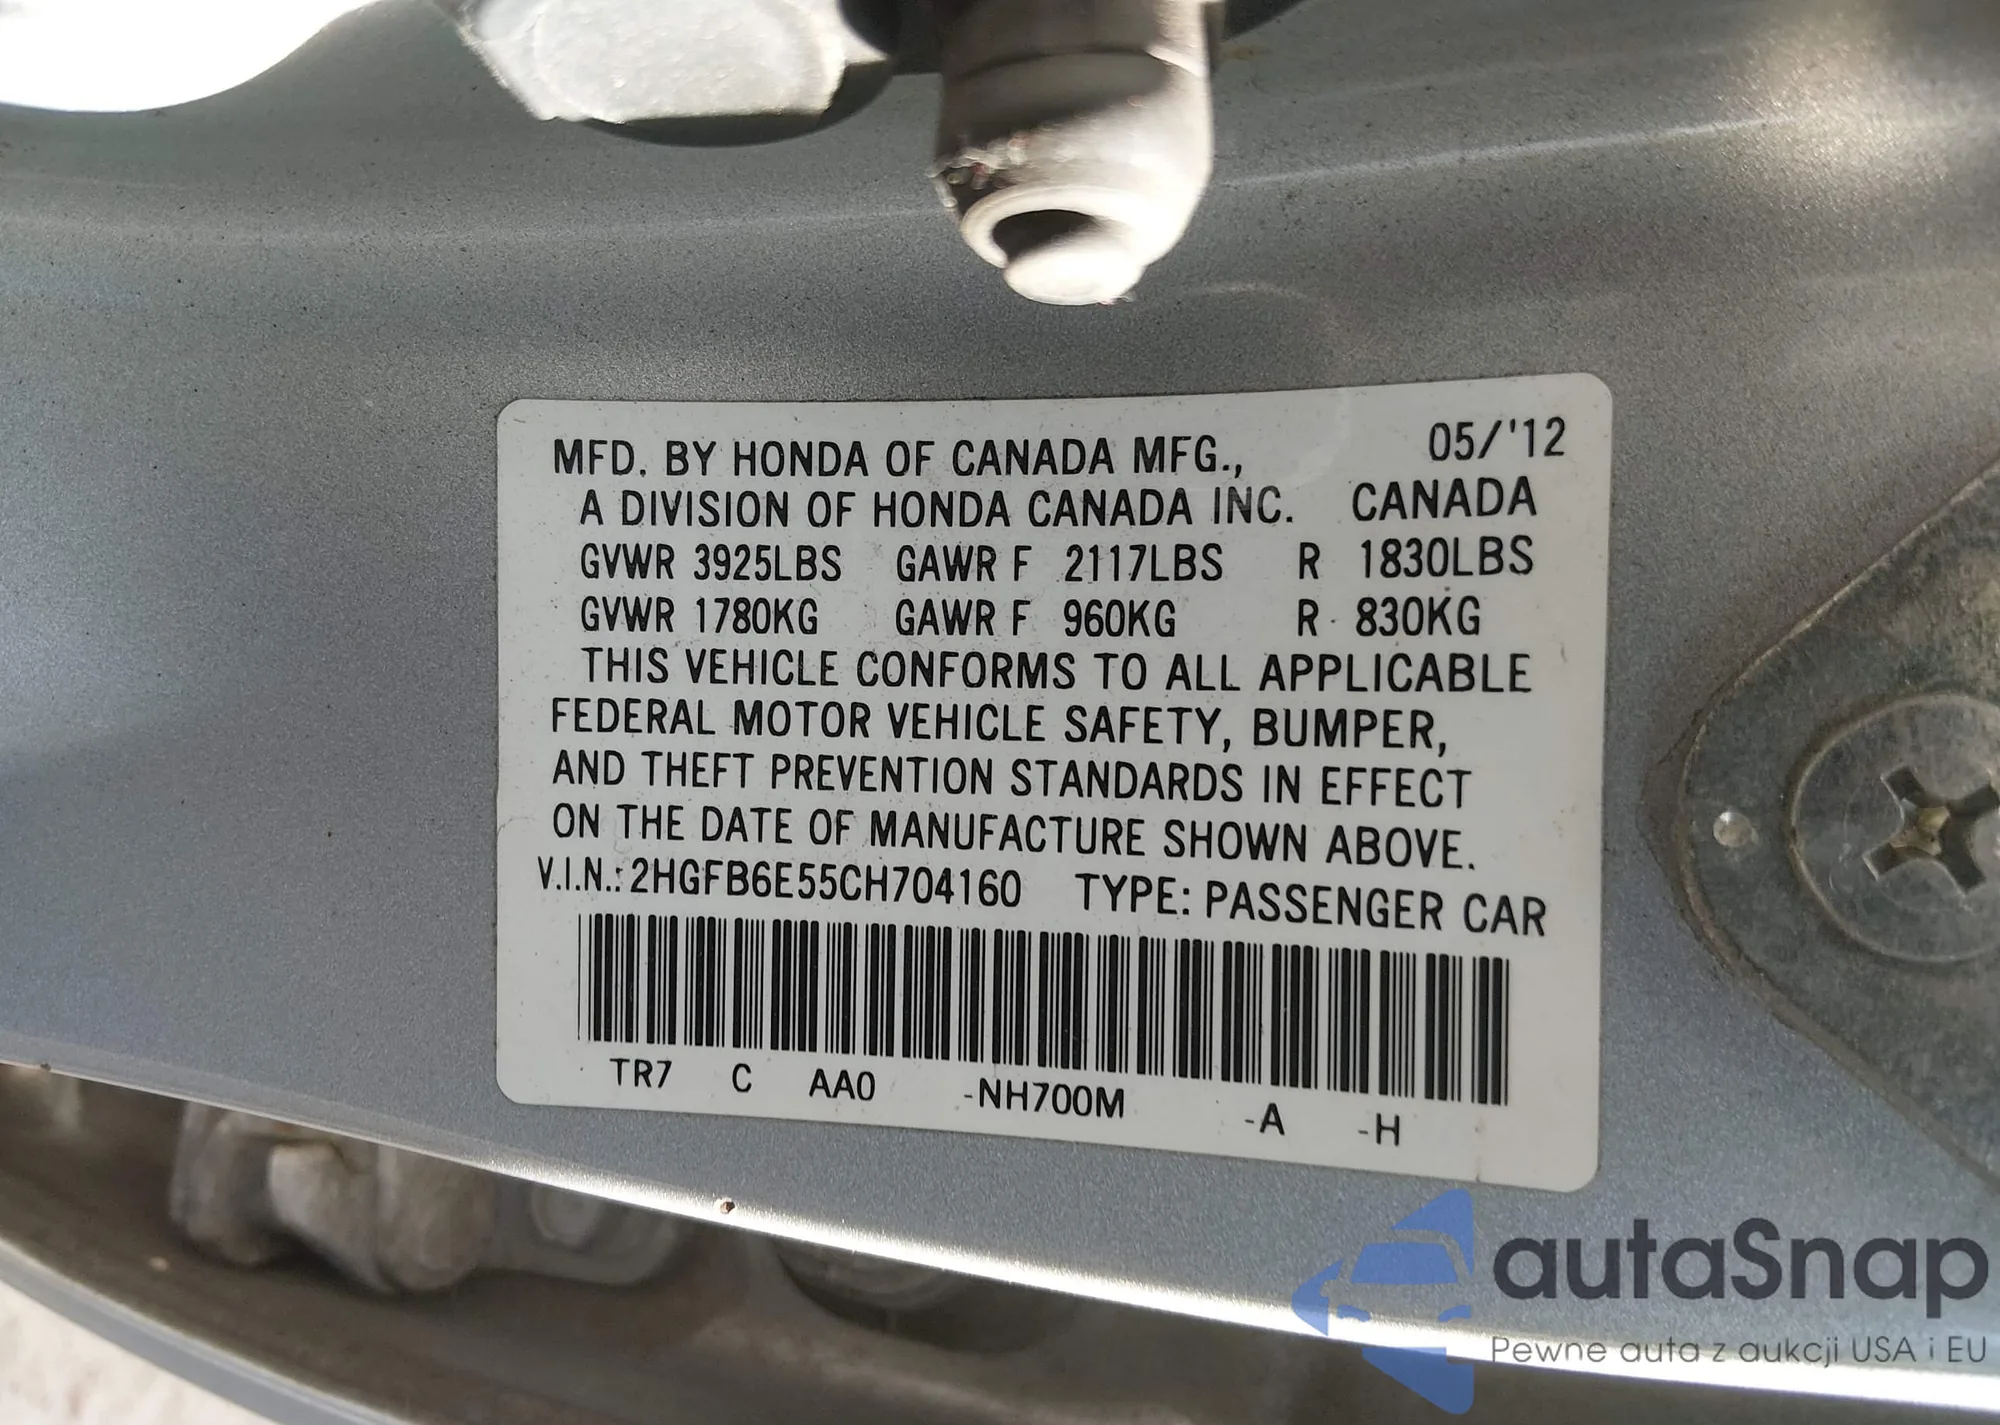 MFD. BY HONDA OF CANADA MFG., 05/'12
A DIVISION OF HONDA CANADA INC. CANADA
GVWR 3925LBS GAWR F 2117LBS R 1830LBS
GVWR 1780KG GAWR F 960KG R 830KG
THIS VEHICLE CONFORMS TO ALL APPLICABLE
FEDERAL MOTOR VEHICLE SAFETY, BUMPER,
AND THEFT PREVENTION STANDARDS IN EFFECT
ON THE DATE OF MANUFACTURE SHOWN ABOVE.
V.I.N.: 2HGFB6E55CH704160 TYPE: PASSENGER CAR
TR7 C AA0 -NH700M -A -H
autaSnap
Pewne auta z aukcji USA i EU